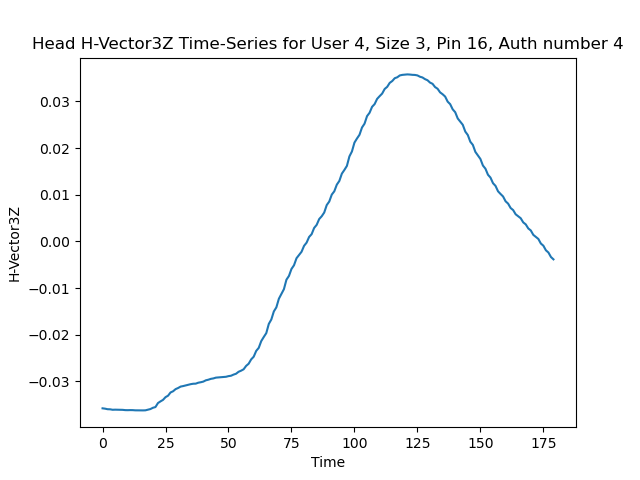 Head H-Vector3Z Time-Series for User 4, Size 3, Pin 16, Auth number 4
H-Vector3Z
0.03
0.02
0.01
0.00
−0.01
−0.02
−0.03
0 25 50 75 100 125 150 175
Time